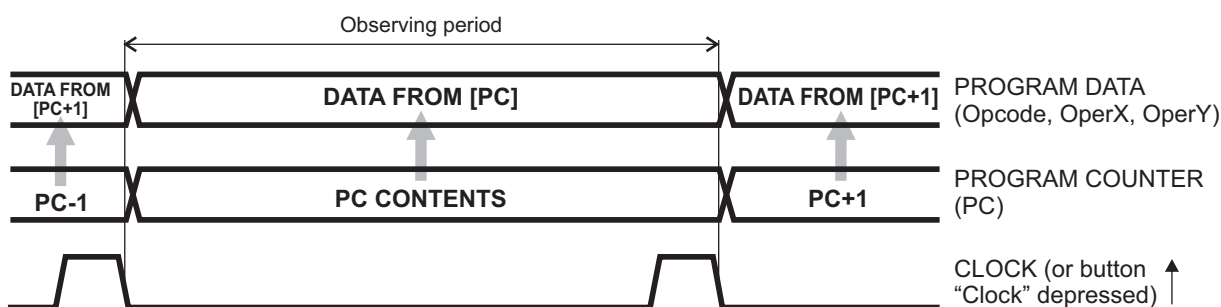 Observing period
DATA FROM
[PC+1]
DATA FROM [PC]
DATA FROM [PC+1]
PROGRAM DATA
(Opcode, OperX, OperY)
PC-1
PC CONTENTS
PC+1
PROGRAM COUNTER
(PC)
CLOCK (or button
“Clock” depressed)